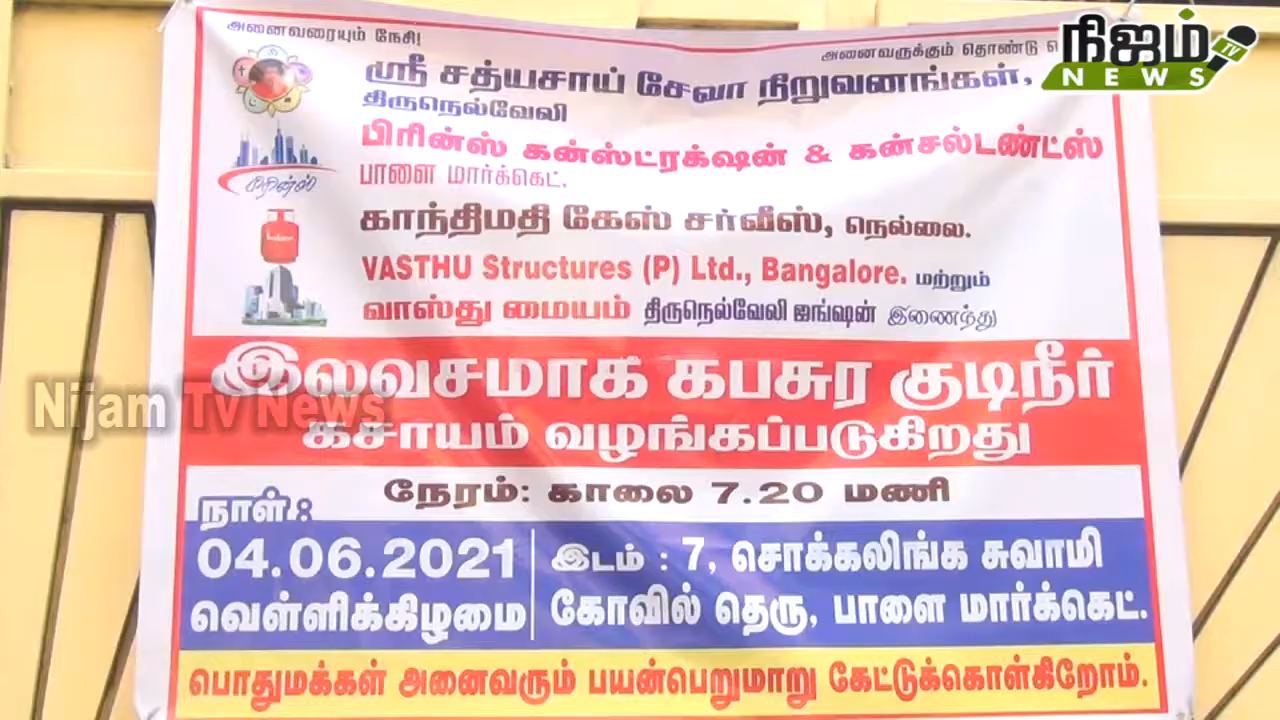 அனைவரையும் நேசி!
அனைவருக்கும் தொண்டு
நிஜம் TV
NEWS
ஸ்ரீ சத்யசாய் சேவா நிறுவனங்கள்,
திருநெல்வேலி
பிரின்ஸ் கன்ஸ்ட்ரக்‌ஷன் & கன்சல்டண்ட்ஸ்
பிரின்ஸ்
பாளை மார்க்கெட்.
காந்திமதி கேஸ் சர்வீஸ், நெல்லை.
VASTHU Structures (P) Ltd., Bangalore. மற்றும்
வாஸ்து மையம் திருநெல்வேலி ஜங்ஷன் இணைந்து
இலவசமாக கபசுர குடிநீர்
Nijam Tv News
கசாயம் வழங்கப்படுகிறது
நேரம்: காலை 7.20 மணி
நாள் :
04.06.2021
வெள்ளிக்கிழமை
இடம் : 7, சொக்கலிங்க சுவாமி
கோவில் தெரு, பாளை மார்க்கெட்.
பொதுமக்கள் அனைவரும் பயன்பெறுமாறு கேட்டுக்கொள்கிறோம்.